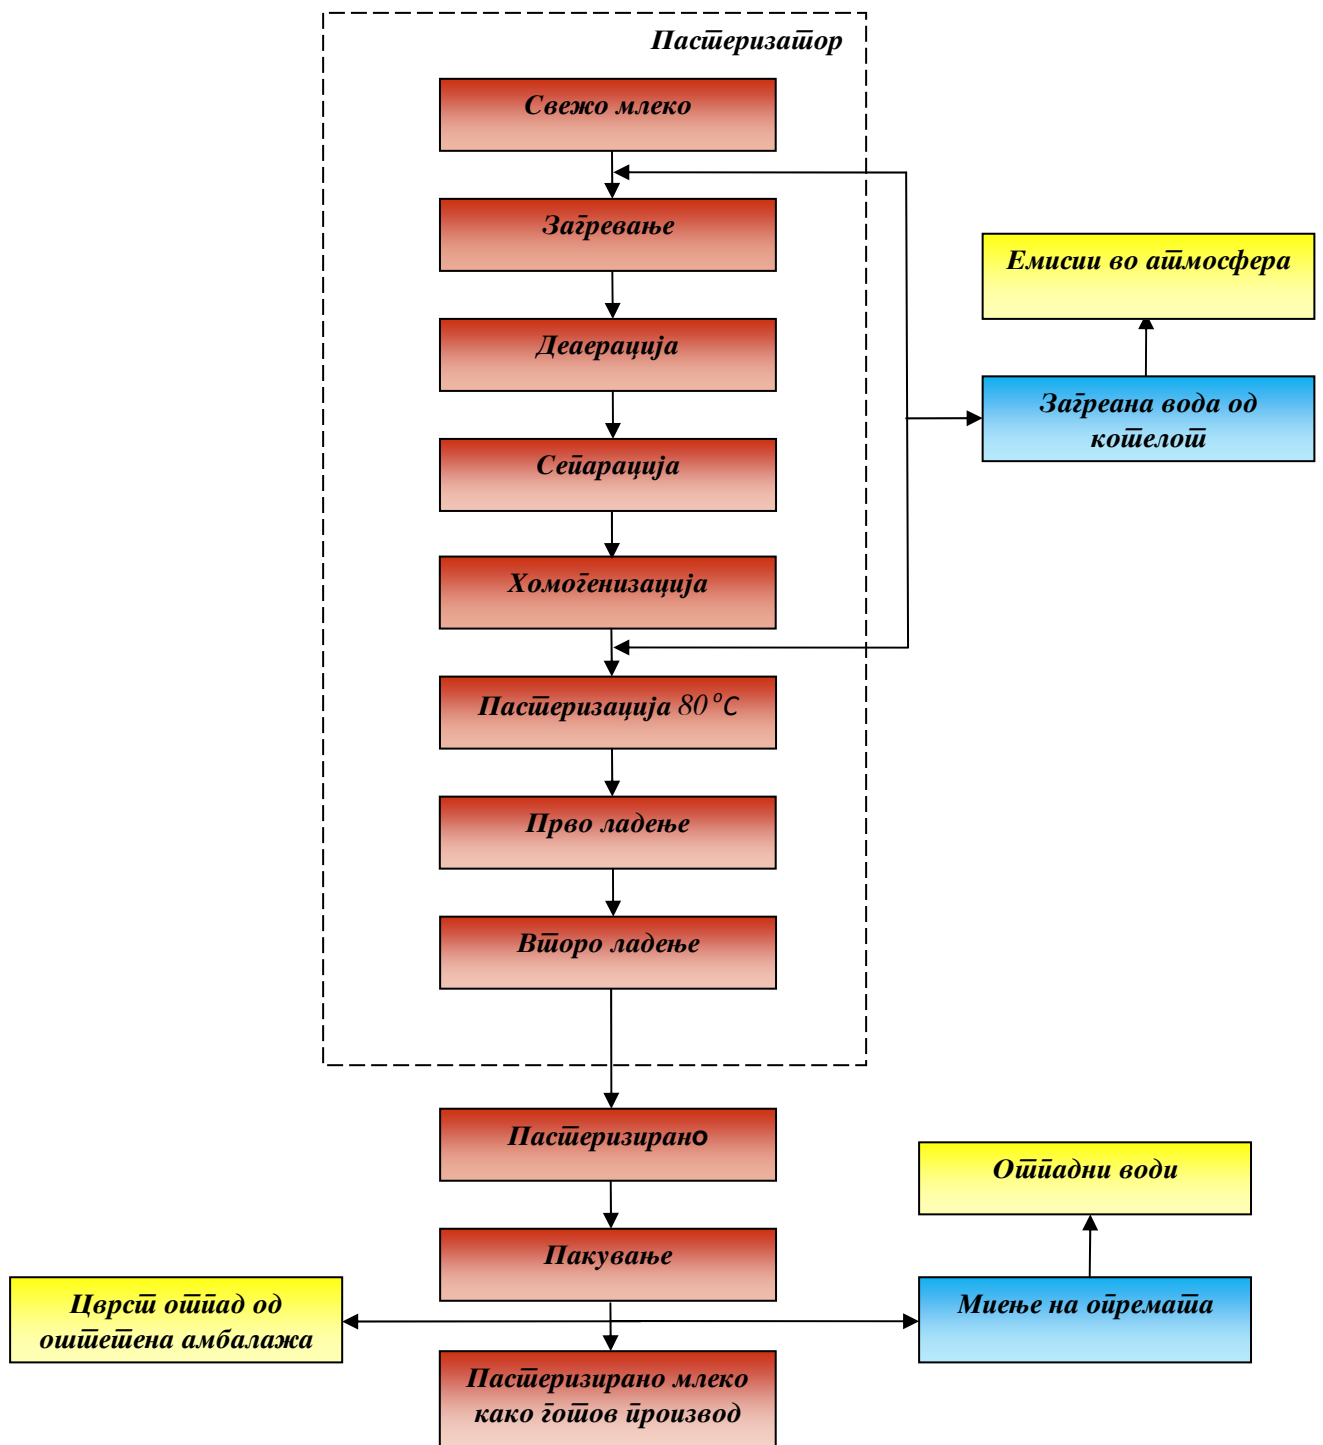 Пастеризатор
Свежо млеко
Загревање
Емисии во атмосфера
Деаерација
Загреана вода од
котелот
Сепарација
Хомогенизација
Пастеризација 80°C
Прво ладење
Второ ладење
Пастеризирано
Отпадни води
Пакување
Цврст отпад од
оштетена амбалажа
Миење на опремата
Пастеризирано млеко
како готов производ